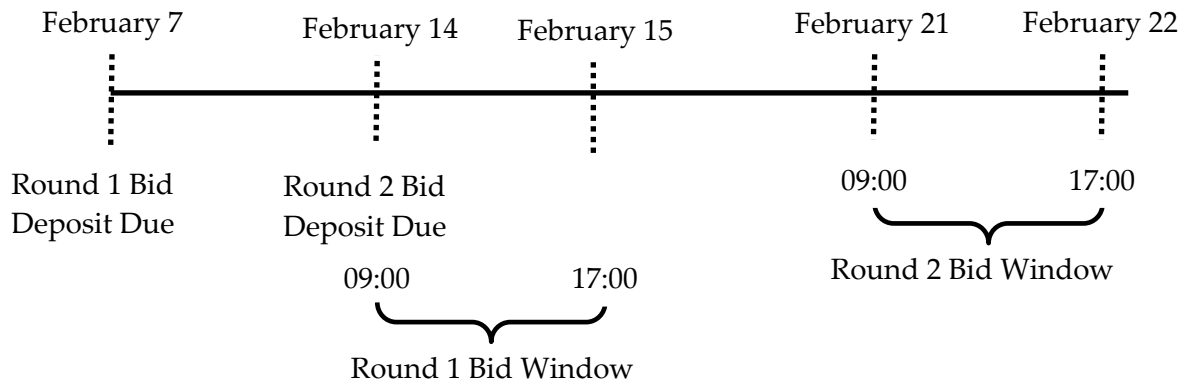 February 7
February 14
February 15
February 21
February 22
Round 1 Bid
Deposit Due
Round 2 Bid
Deposit Due
09:00
17:00
Round 2 Bid Window
09:00
17:00
Round 1 Bid Window